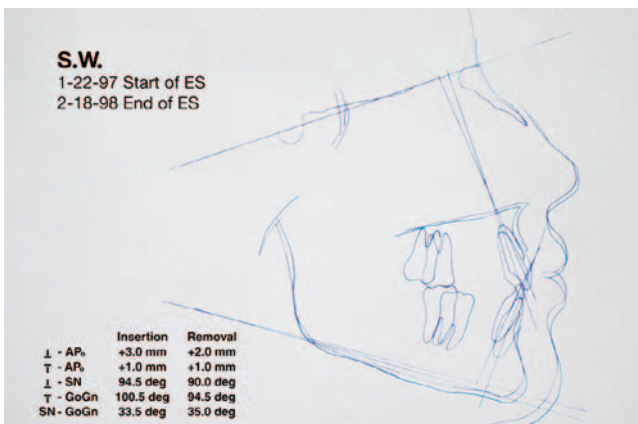 S.W.
1-22-97 Start of ES
2-18-98 End of ES
Insertion Removal
⊥ - APo +3.0 mm +2.0 mm
⊤ - APo +1.0 mm +1.0 mm
⊥ - SN 94.5 deg 90.0 deg
⊤ - GoGn 100.5 deg 94.5 deg
SN - GoGn 33.5 deg 35.0 deg